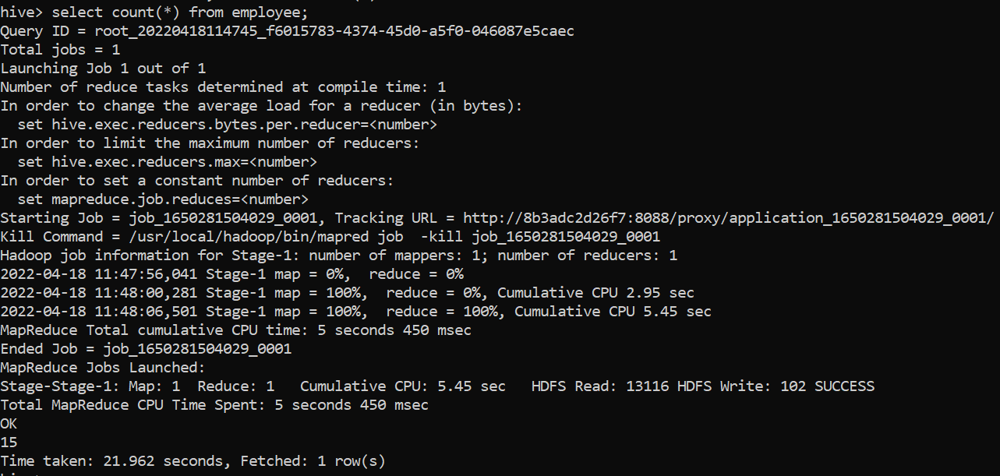 hive> select count(*) from employee;
Query ID = root_20220418114745_f6015783-4374-45d0-a5f0-046087e5caec
Total jobs = 1
Launching Job 1 out of 1
Number of reduce tasks determined at compile time: 1
In order to change the average load for a reducer (in bytes):
  set hive.exec.reducers.bytes.per.reducer=<number>
In order to limit the maximum number of reducers:
  set hive.exec.reducers.max=<number>
In order to set a constant number of reducers:
  set mapreduce.job.reduces=<number>
Starting Job = job_1650281504029_0001, Tracking URL = http://8b3adc2d26f7:8088/proxy/application_1650281504029_0001/
Kill Command = /usr/local/hadoop/bin/mapred job  -kill job_1650281504029_0001
Hadoop job information for Stage-1: number of mappers: 1; number of reducers: 1
2022-04-18 11:47:56,041 Stage-1 map = 0%,  reduce = 0%
2022-04-18 11:48:00,281 Stage-1 map = 100%,  reduce = 0%, Cumulative CPU 2.95 sec
2022-04-18 11:48:06,501 Stage-1 map = 100%,  reduce = 100%, Cumulative CPU 5.45 sec
MapReduce Total cumulative CPU time: 5 seconds 450 msec
Ended Job = job_1650281504029_0001
MapReduce Jobs Launched:
Stage-Stage-1: Map: 1  Reduce: 1   Cumulative CPU: 5.45 sec   HDFS Read: 13116 HDFS Write: 102 SUCCESS
Total MapReduce CPU Time Spent: 5 seconds 450 msec
OK
15
Time taken: 21.962 seconds, Fetched: 1 row(s)